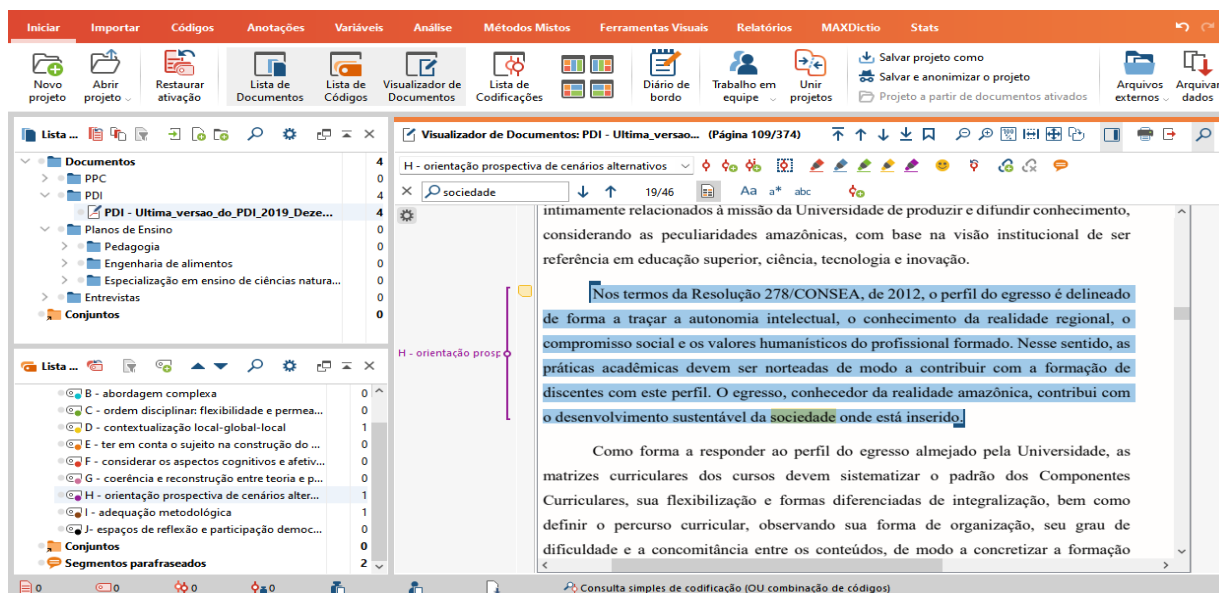 Iniciar Importar Códigos Anotações Variáveis Análise Métodos Mistos Ferramentas Visuais Relatórios MAXDictio Stats
Novo projeto
Abrir projeto
Restaurar ativação
Lista de Documentos
Lista de Códigos
Visualizador de Documentos
Lista de Codificações
Diário de bordo
Trabalho em equipe
Unir projetos
Salvar projeto como
Salvar e anonimizar o projeto
Projeto a partir de documentos ativados
Arquivos externos
Arquivar dados
Lista ...
Documentos 4
PPC 0
PDI 4
PDI - Ultima_versao_do_PDI_2019_Deze... 4
Planos de Ensino 0
Pedagogia 0
Engenharia de alimentos 0
Especialização em ensino de ciências natura... 0
Entrevistas 0
Conjuntos 0
Lista ...
B - abordagem complexa 0
C - ordem disciplinar: flexibilidade e permea... 0
D - contextualização local-global-local 1
E - ter em conta o sujeito na construção do ... 0
F - considerar os aspectos cognitivos e afetiv... 0
G - coerência e reconstrução entre teoria e p... 0
H - orientação prospectiva de cenários alter... 1
I - adequação metodológica 1
J- espaços de reflexão e participação democ... 0
Conjuntos 0
Segmentos parafraseados 2
Visualizador de Documentos: PDI - Ultima_versao... (Página 109/374)
H - orientação prospectiva de cenários alternativos
sociedade 19/46 Aa a* abc
H - orientação prosp
intimamente relacionados à missão da Universidade de produzir e difundir conhecimento,
considerando as peculiaridades amazônicas, com base na visão institucional de ser
referência em educação superior, ciência, tecnologia e inovação.
Nos termos da Resolução 278/CONSEA, de 2012, o perfil do egresso é delineado
de forma a traçar a autonomia intelectual, o conhecimento da realidade regional, o
compromisso social e os valores humanísticos do profissional formado. Nesse sentido, as
práticas acadêmicas devem ser norteadas de modo a contribuir com a formação de
discentes com este perfil. O egresso, conhecedor da realidade amazônica, contribui com
o desenvolvimento sustentável da sociedade onde está inserido.
Como forma a responder ao perfil do egresso almejado pela Universidade, as
matrizes curriculares dos cursos devem sistematizar o padrão dos Componentes
Curriculares, sua flexibilização e formas diferenciadas de integralização, bem como
definir o percurso curricular, observando sua forma de organização, seu grau de
dificuldade e a concomitância entre os conteúdos, de modo a concretizar a formação
0 0 0 0 Consulta simples de codificação (OU combinação de códigos)